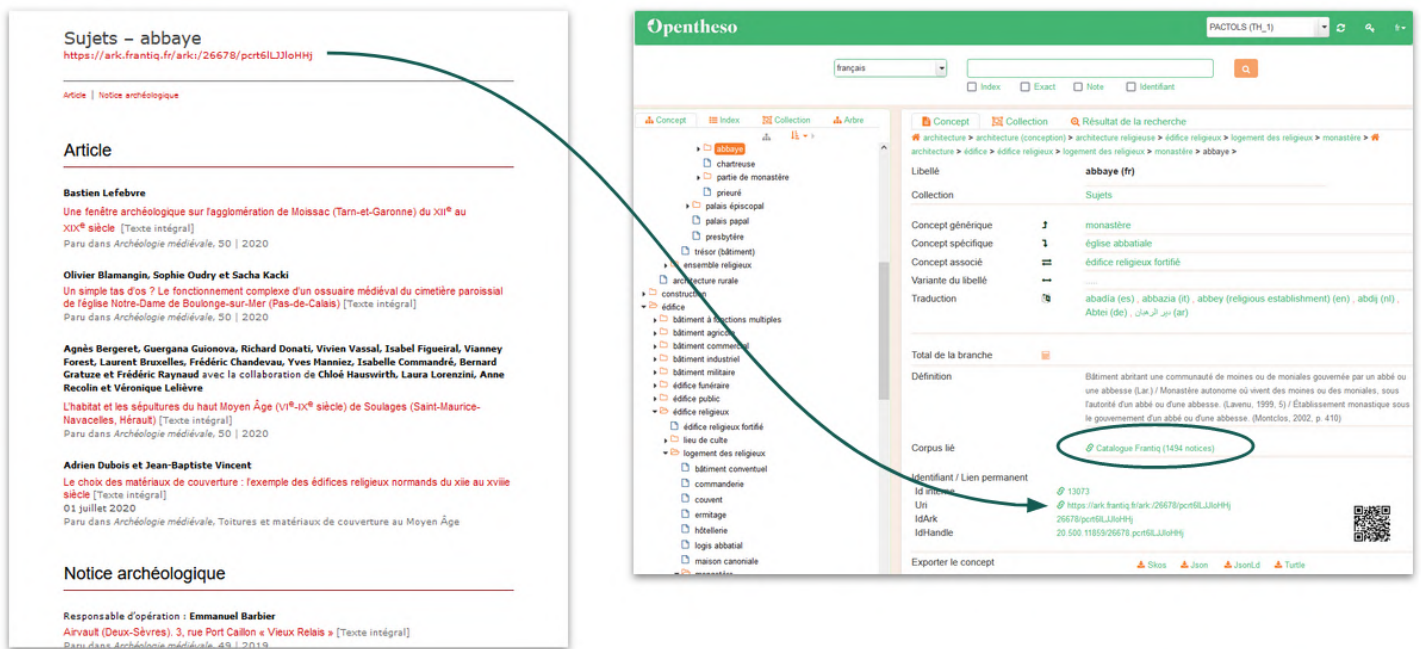 Sujets – abbaye
https://ark.frantiq.fr/ark:/26678/pcrt6lLJJloHHj
Article | Notice archéologique
Article
Bastien Lefebvre
Une fenêtre archéologique sur l'agglomération de Moissac (Tarn-et-Garonne) du XIIe au
XIXe siècle [Texte intégral]
Paru dans Archéologie médiévale, 50 | 2020
Olivier Blamangin, Sophie Oudry et Sacha Kacki
Un simple tas d'os ? Le fonctionnement complexe d'un ossuaire médiéval du cimetière paroissial
de l'église Notre-Dame de Boulonge-sur-Mer (Pas-de-Calais) [Texte intégral]
Paru dans Archéologie médiévale, 50 | 2020
Agnès Bergeret, Guergana Guionova, Richard Donati, Vivien Vassal, Isabel Figueiral, Vianney
Forest, Laurent Bruxelles, Frédéric Chandevau, Yves Manniez, Isabelle Commandré, Bernard
Gratuze et Frédéric Raynaud avec la collaboration de Chloé Hauswirth, Laura Lorenzini, Anne
Recolin et Véronique Lelièvre
L'habitat et les sépultures du haut Moyen Âge (VIe-IXe siècle) de Soulages (Saint-Maurice-
Navacelles, Hérault) [Texte intégral]
Paru dans Archéologie médiévale, 50 | 2020
Adrien Dubois et Jean-Baptiste Vincent
Le choix des matériaux de couverture : l'exemple des édifices religieux normands du xiie au xviiie
siècle [Texte intégral]
01 juillet 2020
Paru dans Archéologie médiévale, Toitures et matériaux de couverture au Moyen Âge
Notice archéologique
Responsable d'opération : Emmanuel Barbier
Airvault (Deux-Sèvres). 3, rue Port Caillon « Vieux Relais » [Texte intégral]
Paru dans Archéologie médiévale, 49 | 2019
Opentheso
PACTOLS (TH_1)
fr
français
Index Exact Note Identifiant
Concept Index Collection Arbre
abbaye
chartreuse
partie de monastère
prieuré
palais épiscopal
palais papal
presbytère
trésor (bâtiment)
ensemble religieux
architecture rurale
construction
édifice
bâtiment à fonctions multiples
bâtiment agricole
bâtiment commercial
bâtiment industriel
bâtiment militaire
édifice funéraire
édifice public
édifice religieux
édifice religieux fortifié
lieu de culte
logement des religieux
bâtiment conventuel
commanderie
couvent
ermitage
hôtellerie
logis abbatial
maison canoniale
monastère
Concept Collection Résultat de la recherche
architecture > architecture (conception) > architecture religieuse > édifice religieux > logement des religieux > monastère >
architecture > édifice > édifice religieux > logement des religieux > monastère > abbaye >
Libellé abbaye (fr)
Collection Sujets
Concept générique monastère
Concept spécifique église abbatiale
Concept associé édifice religieux fortifié
Variante du libellé .....
Traduction abadía (es) , abbazia (it) , abbey (religious establishment) (en) , abdij (nl) ,
Abtei (de) , دير الرهبان (ar)
Total de la branche
Définition Bâtiment abritant une communauté de moines ou de moniales gouvernée par un abbé ou
une abbesse (Lar.) / Monastère autonome où vivent des moines ou des moniales, sous
l'autorité d'un abbé ou d'une abbesse. (Lavenu, 1999, 5) / Établissement monastique sous
le gouvernement d'un abbé ou d'une abbesse. (Montclos, 2002, p. 410)
Corpus lié Catalogue Frantiq (1494 notices)
Identifiant / Lien permanent
Id interne 13073
Uri https://ark.frantiq.fr/ark:/26678/pcrt6lLJJloHHj
IdArk 26678/pcrt6lLJJloHHj
IdHandle 20.500.11859/26678.pcrt6lLJJloHHj
Exporter le concept Skos Json JsonLd Turtle